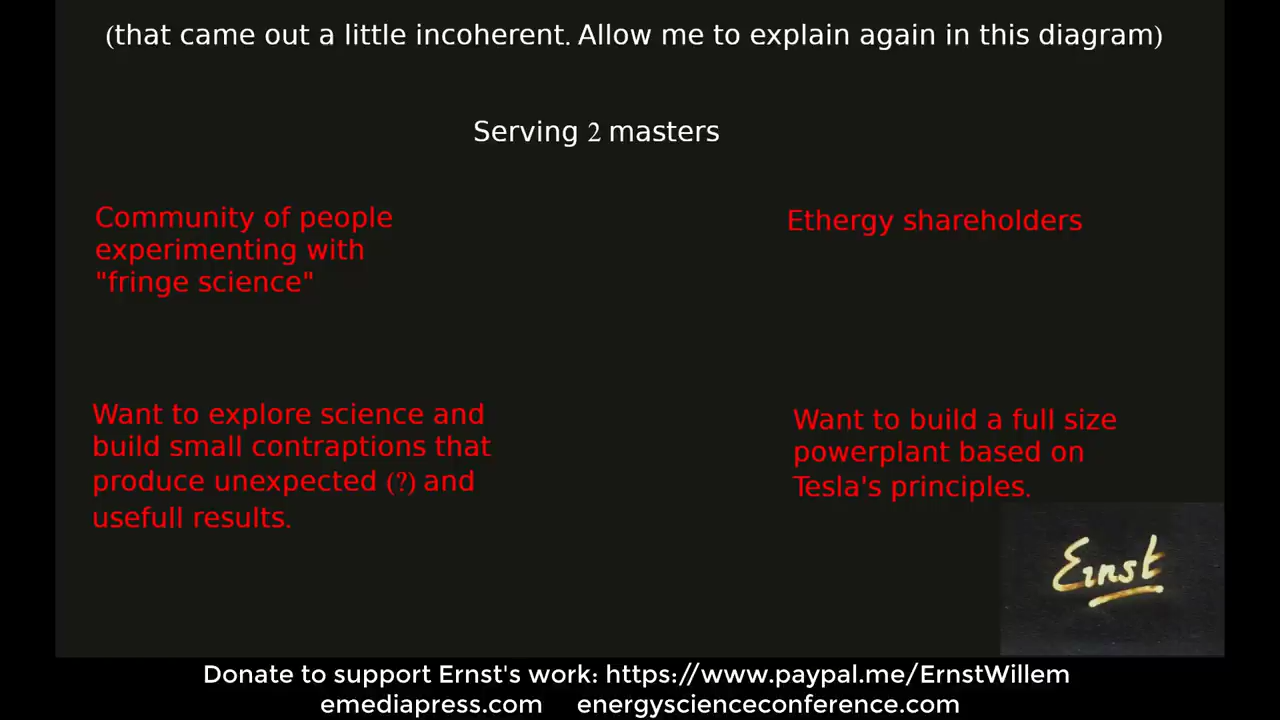 (that came out a little incoherent. Allow me to explain again in this diagram)
Serving 2 masters
Community of people
experimenting with
"fringe science"
Ethergy shareholders
Want to explore science and
build small contraptions that
produce unexpected (?) and
usefull results.
Want to build a full size
powerplant based on
Tesla's principles.
Ernst
Donate to support Ernst's work: https://www.paypal.me/ErnstWillem
emediapress.com energyscienceconference.com